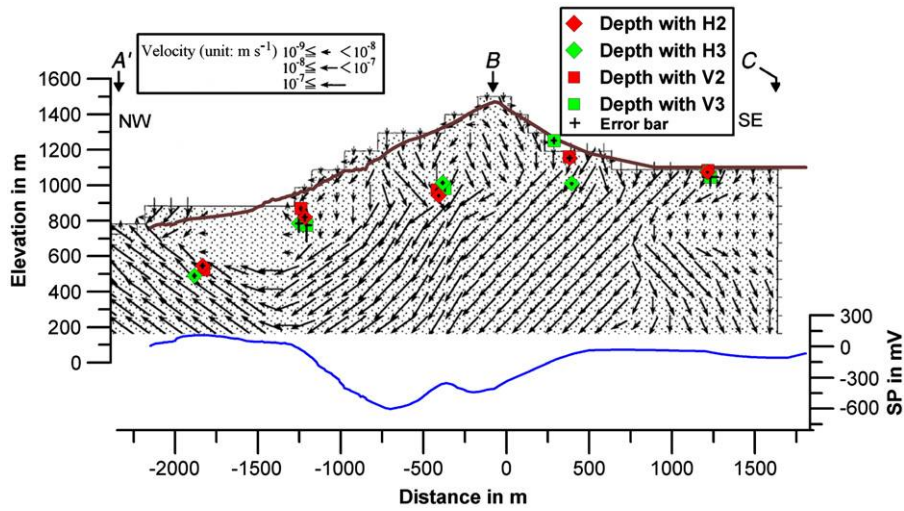 Velocity (unit: m s⁻¹) 10⁻⁹≦ ← <10⁻⁸
10⁻⁸≦ ← <10⁻⁷
10⁻⁷≦ ←
A'
B
C
Depth with H2
Depth with H3
Depth with V2
Depth with V3
+ Error bar
NW
SE
Elevation in m
1600
1400
1200
1000
800
600
400
200
0
300
0
-300
-600
SP in mV
-2000 -1500 -1000 -500 0 500 1000 1500
Distance in m